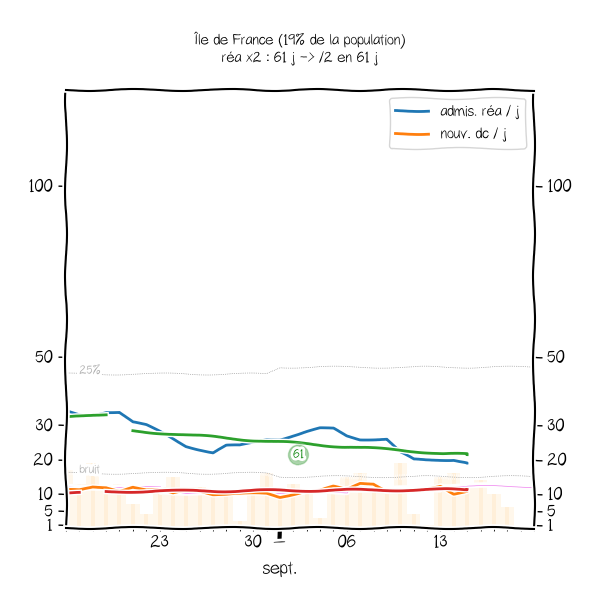 Île de France (19% de la population)
réa x2 : 61 j -> /2 en 61 j
admis. réa / j
nouv. dc / j
100 100
50 50
25%
30 30
61
20 20
bruit
10 10
5 5
1 1
23 30 06 13
sept.